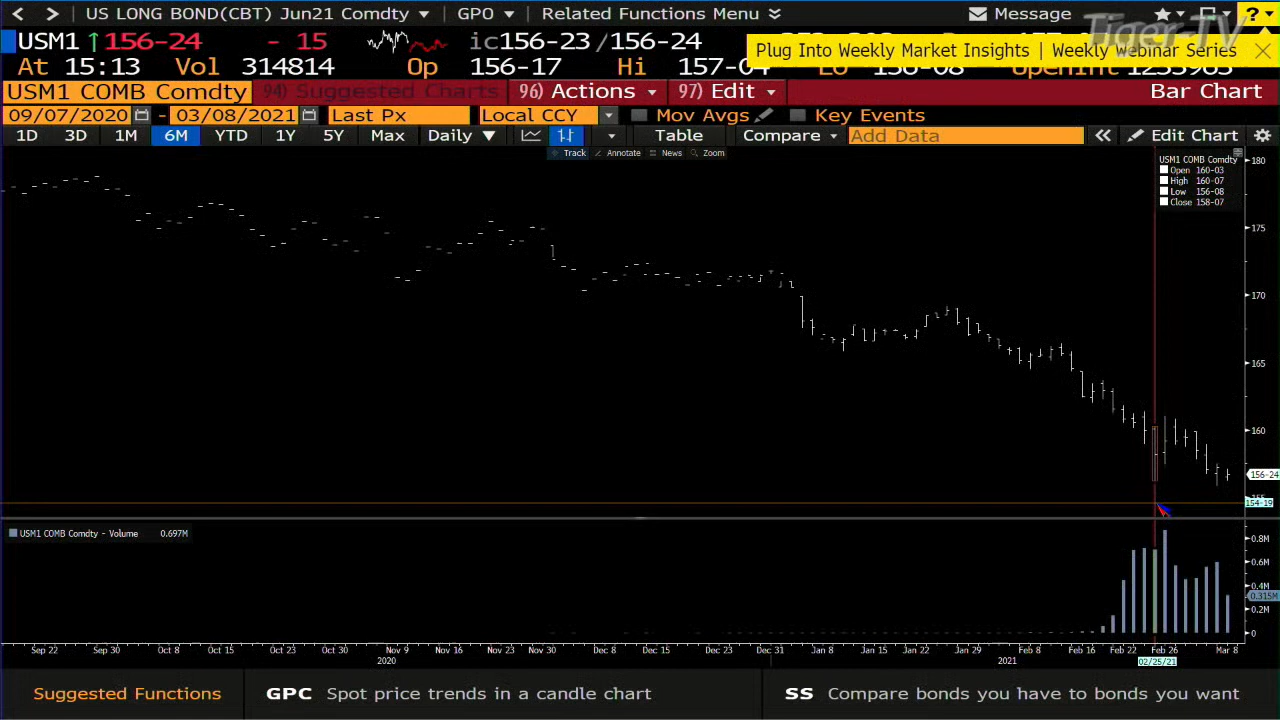 < > US LONG BOND(CBT) Jun21 Comdty GPO Related Functions Menu Message ?
USM1 ↑156-24 - 15 ic156-23 /156-24
Tiger-TV
Plug Into Weekly Market Insights | Weekly Webinar Series
At 15:13 Vol 314814 Op 156-17 Hi 157-04 Lo 156-08 OpenInt 1233963
USM1 COMB Comdty 94) Suggested Charts 96) Actions 97) Edit Bar Chart
09/07/2020 - 03/08/2021 Last Px Local CCY Mov Avgs Key Events
1D 3D 1M 6M YTD 1Y 5Y Max Daily ▼ Table Compare Add Data « Edit Chart
Track Annotate News Zoom
USM1 COMB Comdty
Open 160-03
High 160-07
Low 156-08
Close 158-07
180
175
170
165
160
156-24
155
154-19
USM1 COMB Comdty - Volume 0.697M
0.8M
0.6M
0.4M
0.315M
0.2M
0
Sep 22 Sep 30 Oct 8 Oct 15 Oct 23 Oct 30 Nov 9 Nov 16 Nov 23 Nov 30 Dec 8 Dec 15 Dec 23 Dec 31 Jan 8 Jan 15 Jan 22 Jan 29 Feb 8 Feb 16 Feb 22 Feb 26 Mar 8
2020 2021 02/25/21
Suggested Functions GPC Spot price trends in a candle chart SS Compare bonds you have to bonds you want